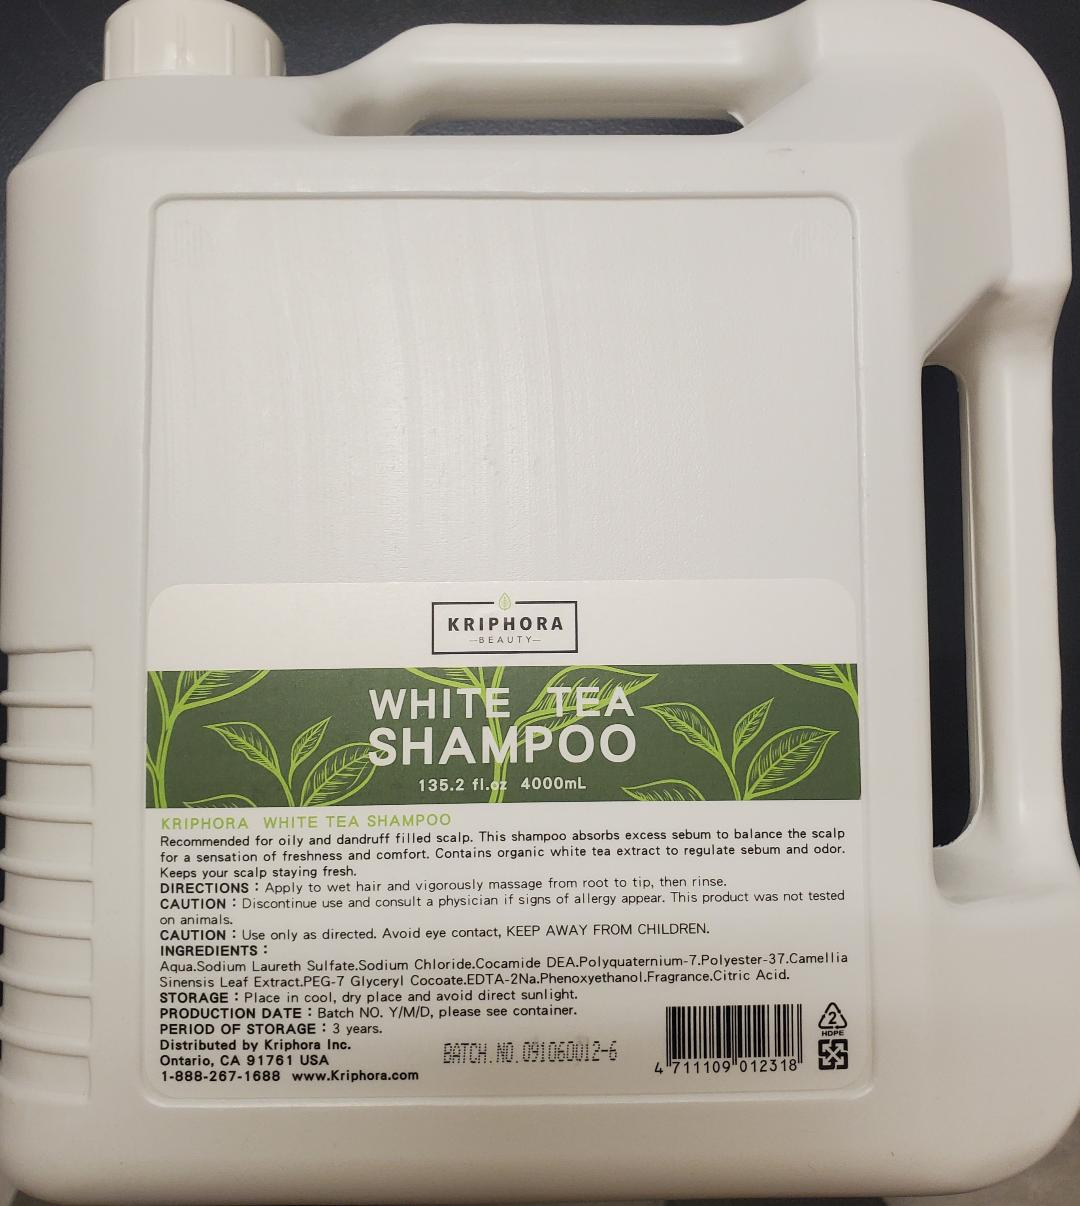 KRIPHORA
BEAUTY
WHITE TEA
SHAMPOO
135.2 fl.oz 4000mL
KRIPHORA WHITE TEA SHAMPOO
Recommended for oily and dandruff filled scalp. This shampoo absorbs excess sebum to balance the scalp
for a sensation of freshness and comfort. Contains organic white tea extract to regulate sebum and odor.
Keeps your scalp staying fresh.
DIRECTIONS : Apply to wet hair and vigorously massage from root to tip, then rinse.
CAUTION : Discontinue use and consult a physician if signs of allergy appear. This product was not tested
on animals.
CAUTION : Use only as directed. Avoid eye contact, KEEP AWAY FROM CHILDREN.
INGREDIENTS :
Aqua.Sodium Laureth Sulfate.Sodium Chloride.Cocamide DEA.Polyquaternium-7.Polyester-37.Camellia
Sinensis Leaf Extract.PEG-7 Glyceryl Cocoate.EDTA-2Na.Phenoxyethanol.Fragrance.Citric Acid.
STORAGE : Place in cool, dry place and avoid direct sunlight.
PRODUCTION DATE : Batch NO. Y/M/D, please see container.
PERIOD OF STORAGE : 3 years.
Distributed by Kriphora Inc.
Ontario, CA 91761 USA
1-888-267-1688 www.Kriphora.com
BATCH.NO.091060012-6
4 711109 012318
2
HDPE